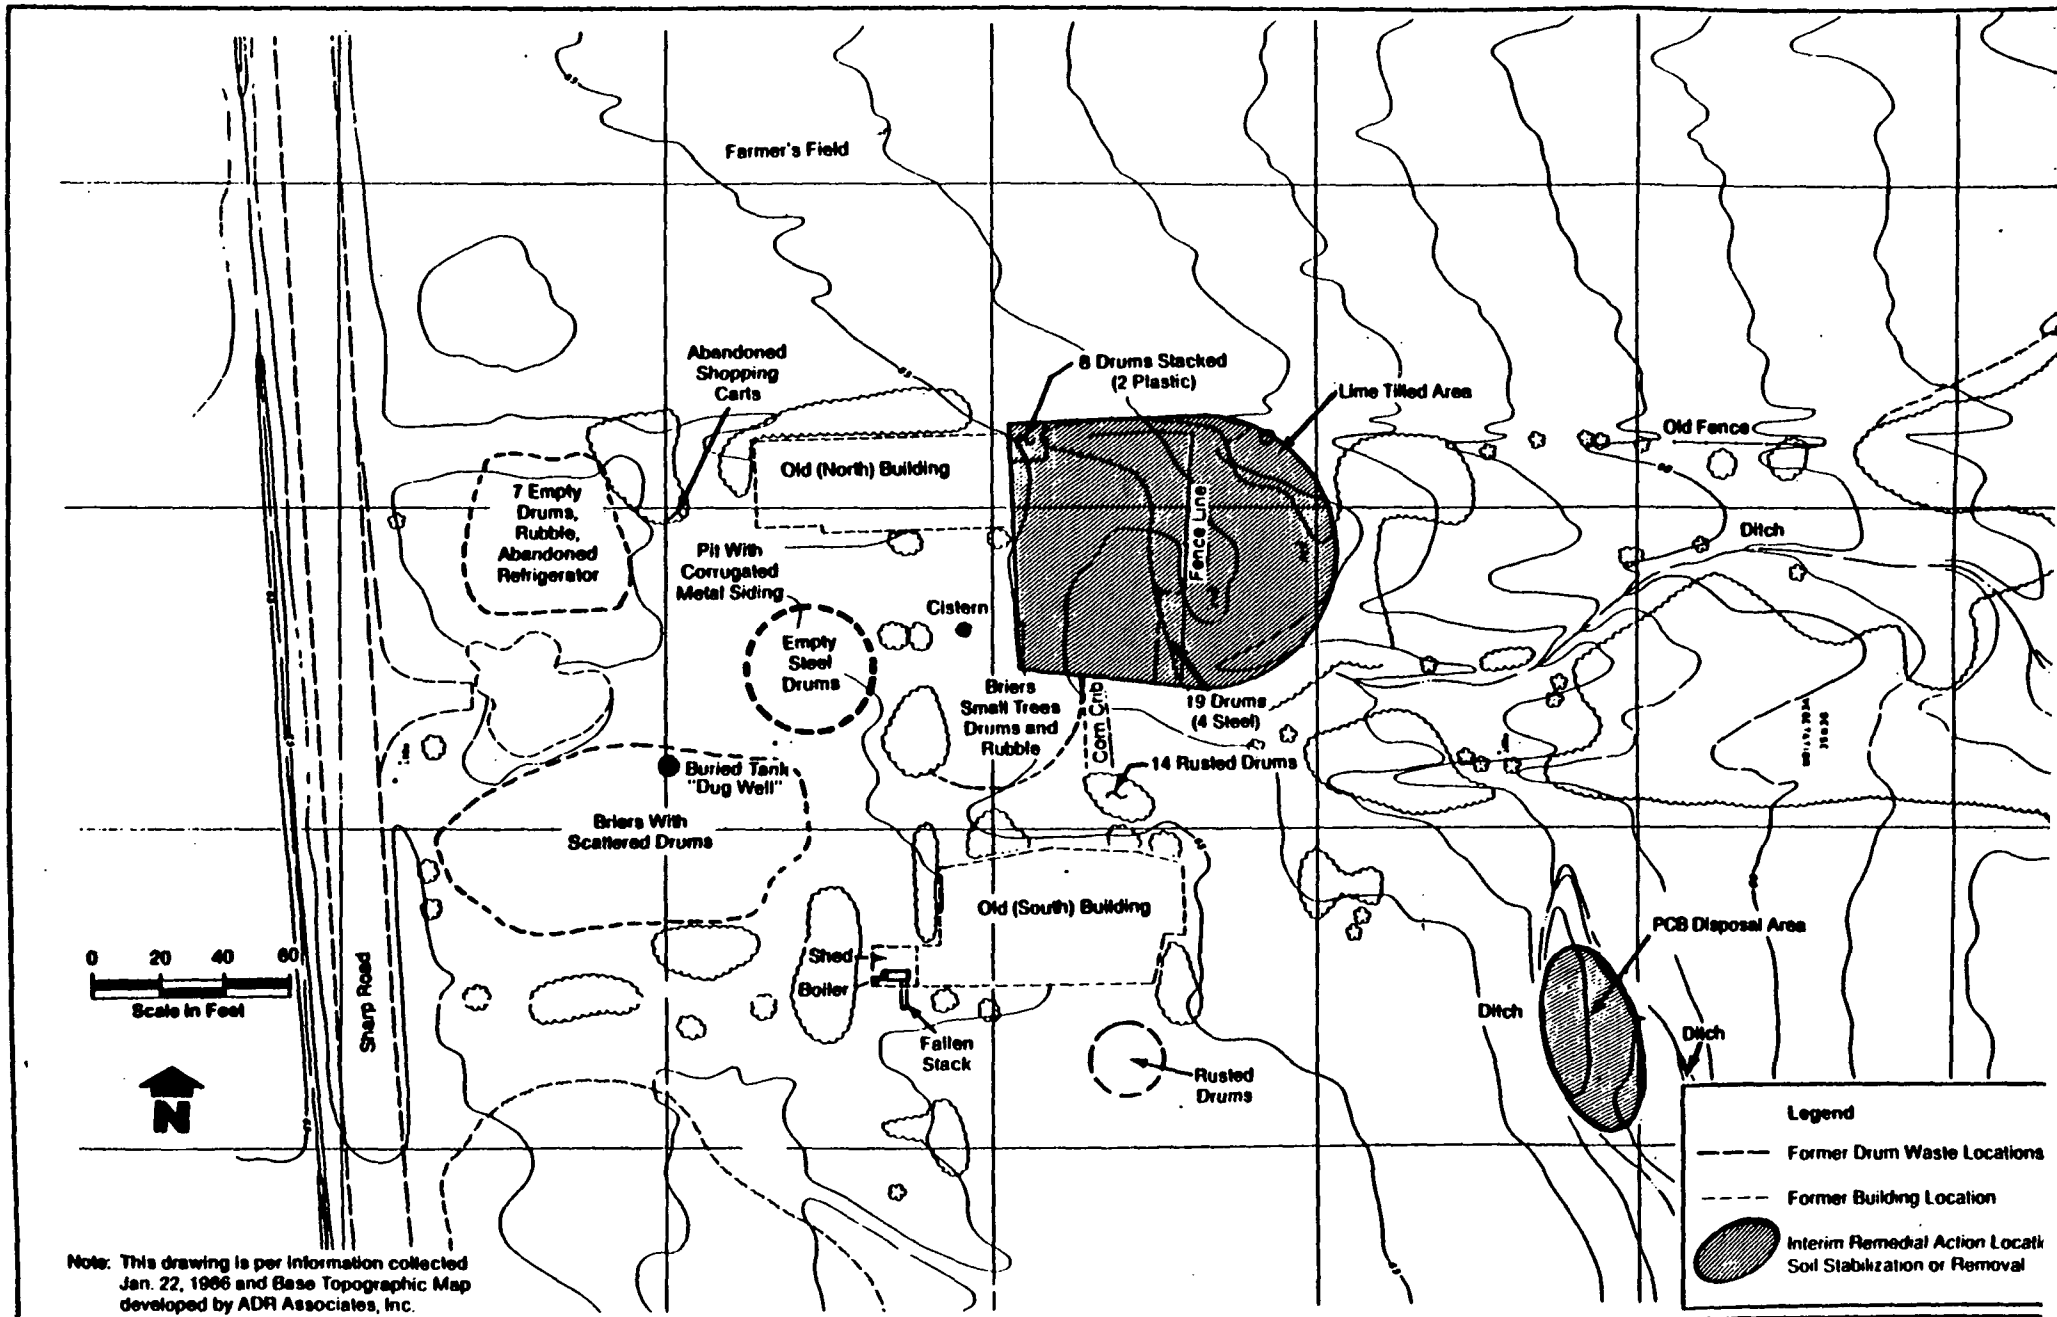 Farmer's Field
Abandoned
Shopping
Carts
8 Drums Stacked
(2 Plastic)
Lime Tilled Area
Old Fence
Old (North) Building
7 Empty
Drums,
Rubble,
Abandoned
Refrigerator
Fence Line
Ditch
Pit With
Corrugated
Metal Siding
Cistern
Empty
Steel
Drums
Briers
Small Trees
Drums and
Rubble
Corn Crib
19 Drums
(4 Steel)
14 Rusted Drums
Buried Tank
"Dug Well"
Briers With
Scattered Drums
Old (South) Building
PCB Disposal Area
Shed
Boiler
Fallen
Stack
Ditch
Ditch
Rusted
Drums
0 20 40 60
Scale in Feet
Sharp Road
N
Legend
Former Drum Waste Locations
Former Building Location
Interim Remedial Action Locati
Soil Stabilization or Removal
Note: This drawing is per information collected
Jan. 22, 1986 and Base Topographic Map
developed by ADR Associates, Inc.